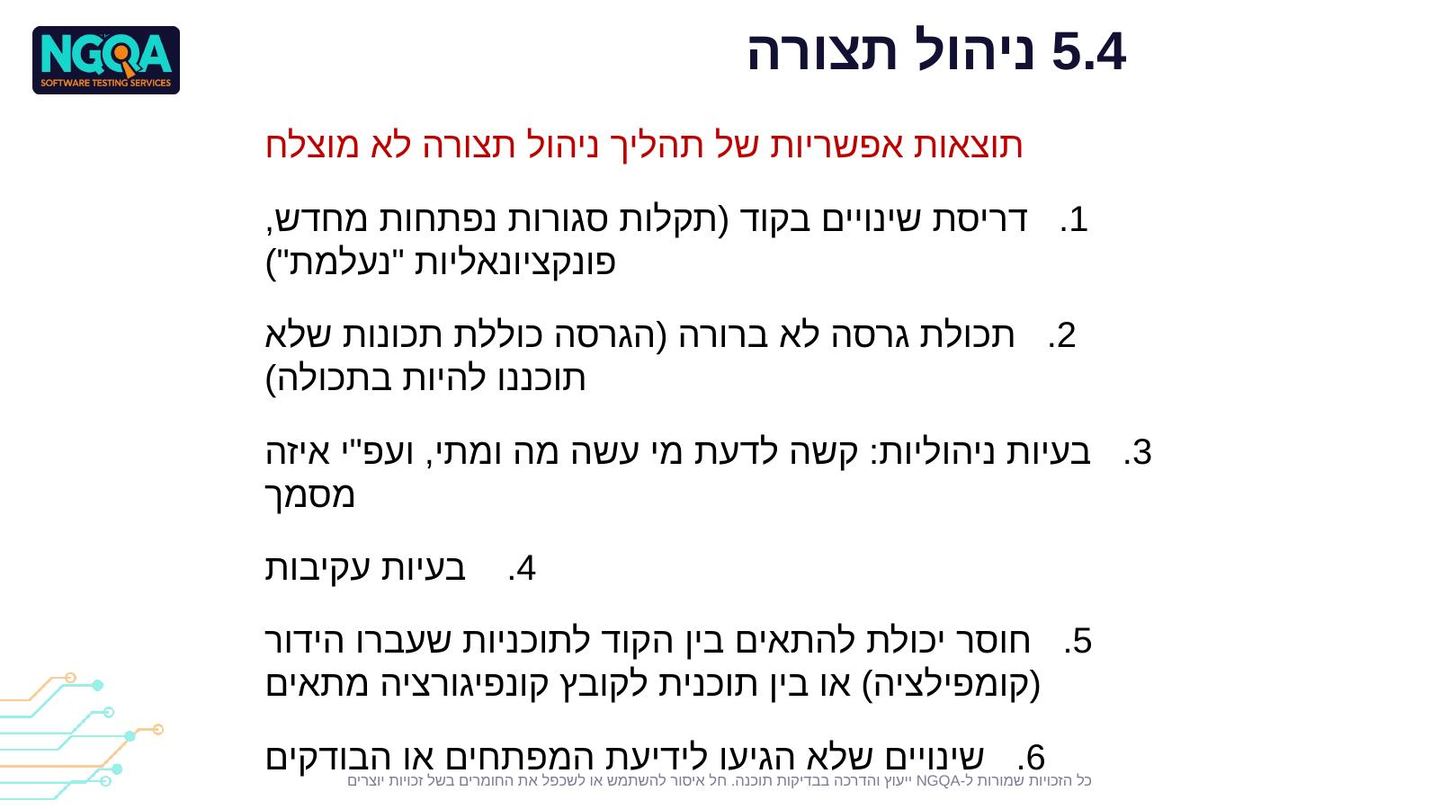 NGQA
SOFTWARE TESTING SERVICES
5.4 ניהול תצורה
תוצאות אפשריות של תהליך ניהול תצורה לא מוצלח
1. דריסת שינויים בקוד (תקלות סגורות נפתחות מחדש,
פונקציונאליות "נעלמת")
2. תכולת גרסה לא ברורה (הגרסה כוללת תכונות שלא
תוכננו להיות בתכולה)
3. בעיות ניהוליות: קשה לדעת מי עשה מה ומתי, ועפ"י איזה
מסמך
4. בעיות עקיבות
5. חוסר יכולת להתאים בין הקוד לתוכניות שעברו הידור
(קומפילציה) או בין תוכנית לקובץ קונפיגורציה מתאים
6. שינויים שלא הגיעו לידיעת המפתחים או הבודקים
כל הזכויות שמורות ל-NGQA ייעוץ והדרכה בבדיקות תוכנה. חל איסור להשתמש או לשכפל את החומרים בשל זכויות יוצרים